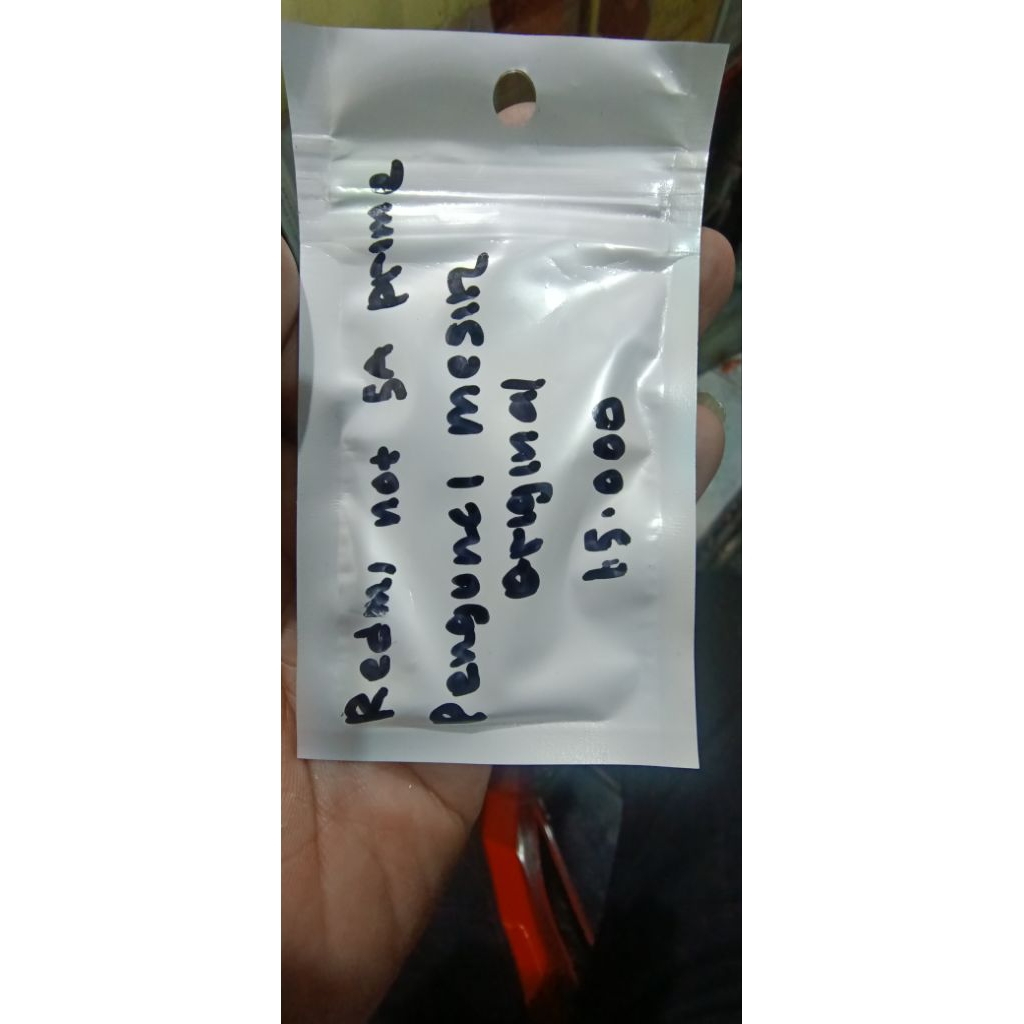 Redmi not 5A prime
Pengunci mesin
original
15.000